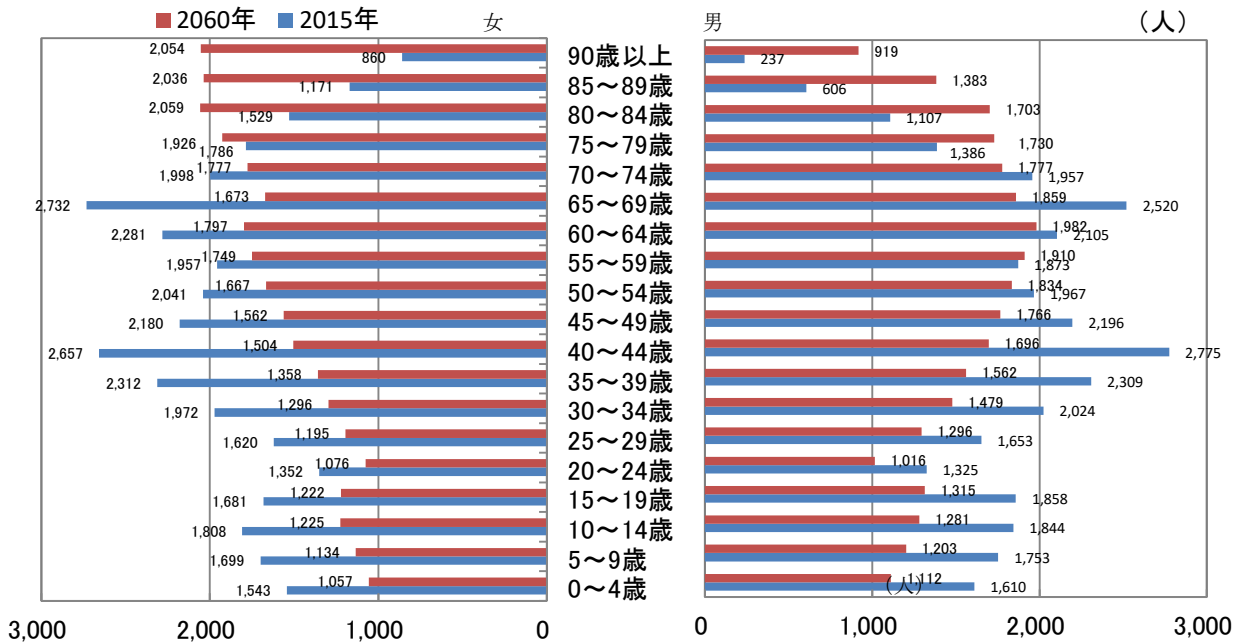 2060年 2015年 女 男 (人)
2,054 860 90歳以上 919 237
2,036 1,171 85～89歳 1,383 606
2,059 1,529 80～84歳 1,703 1,107
1,926 1,786 75～79歳 1,730 1,386
1,777 1,998 70～74歳 1,777 1,957
1,673 2,732 65～69歳 1,859 2,520
1,797 2,281 60～64歳 1,982 2,105
1,749 1,957 55～59歳 1,910 1,873
1,667 2,041 50～54歳 1,834 1,967
1,562 2,180 45～49歳 1,766 2,196
1,504 2,657 40～44歳 1,696 2,775
1,358 2,312 35～39歳 1,562 2,309
1,296 1,972 30～34歳 1,479 2,024
1,195 1,620 25～29歳 1,296 1,653
1,076 1,352 20～24歳 1,016 1,325
1,222 1,681 15～19歳 1,315 1,858
1,225 1,808 10～14歳 1,281 1,844
1,134 1,699 5～9歳 1,203 1,753
1,057 1,543 0～4歳 1,112 (人) 1,610
3,000 2,000 1,000 0 0 1,000 2,000 3,000